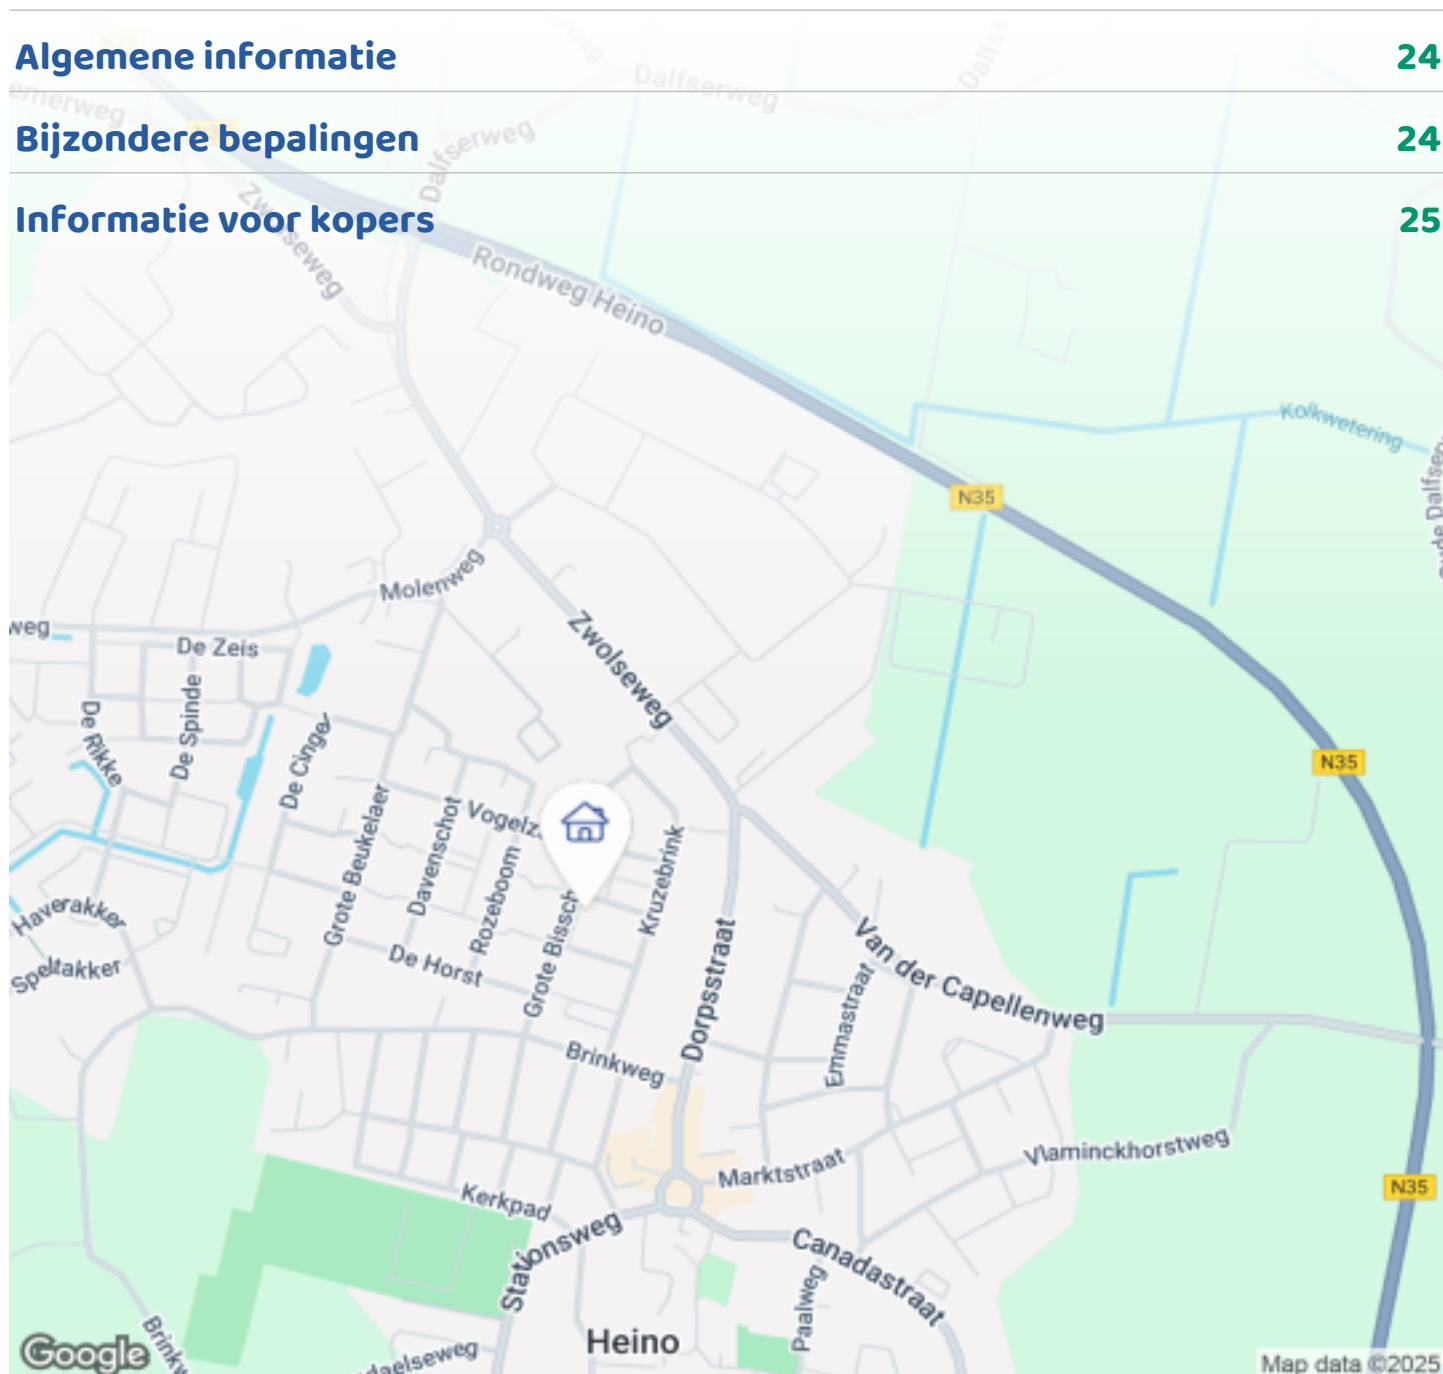 Algemene informatie 24
Bijzondere bepalingen 24
Informatie voor kopers 25
Dalfserweg
Dalfserweg
Zwolseweg
Rondweg Heino
Kolkwetering
N35
Molenweg
Zwolseweg
weg
De Zeis
De Spinde
De Rikke
De Cingel
N35
Grote Beukelaer
Davenschot
Rozeboom
Kruzebrink
Grote Bissch
De Horst
Haverakker
Speltakker
Dorpsstraat
Van der Capellenweg
Emmastraat
Brinkweg
Marktstraat
Vlaminckhorstweg
N35
Kerkpad
Stationsweg
Canadastraat
Paalweg
Heino
Google
Map data ©2025